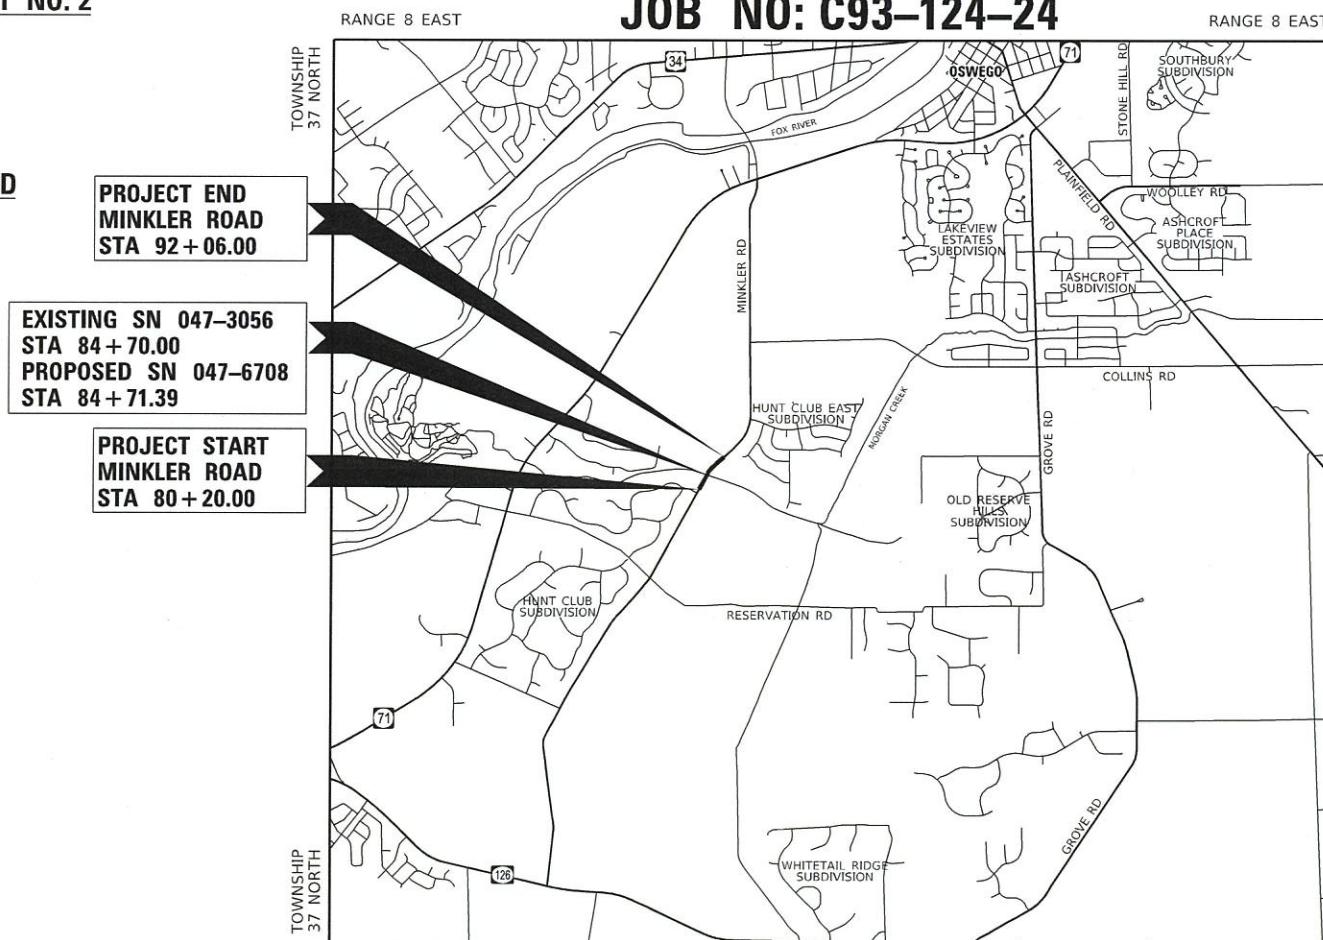 NO. 2
JOB NO: C93–124–24
RANGE 8 EAST
RANGE 8 EAST
TOWNSHIP
37 NORTH
34
OSWEGO
71
STONE HILL RD
SOUTHBURY
SUBDIVISION
FOX RIVER
D
PROJECT END
MINKLER ROAD
STA 92+06.00
PLAINFIELD RD
WOOLLEY RD
ASHCROFT
PLACE
SUBDIVISION
LAKEVIEW
ESTATES
SUBDIVISION
MINKLER RD
ASHCROFT
SUBDIVISION
EXISTING SN 047–3056
STA 84+70.00
PROPOSED SN 047–6708
STA 84+71.39
COLLINS RD
HUNT CLUB EAST
SUBDIVISION
MORGAN CREEK
GROVE RD
PROJECT START
MINKLER ROAD
STA 80+20.00
OLD RESERVE
HILLS
SUBDIVISION
HUNT CLUB
SUBDIVISION
RESERVATION RD
71
GROVE RD
TOWNSHIP
37 NORTH
126
WHITETAIL RIDGE
SUBDIVISION